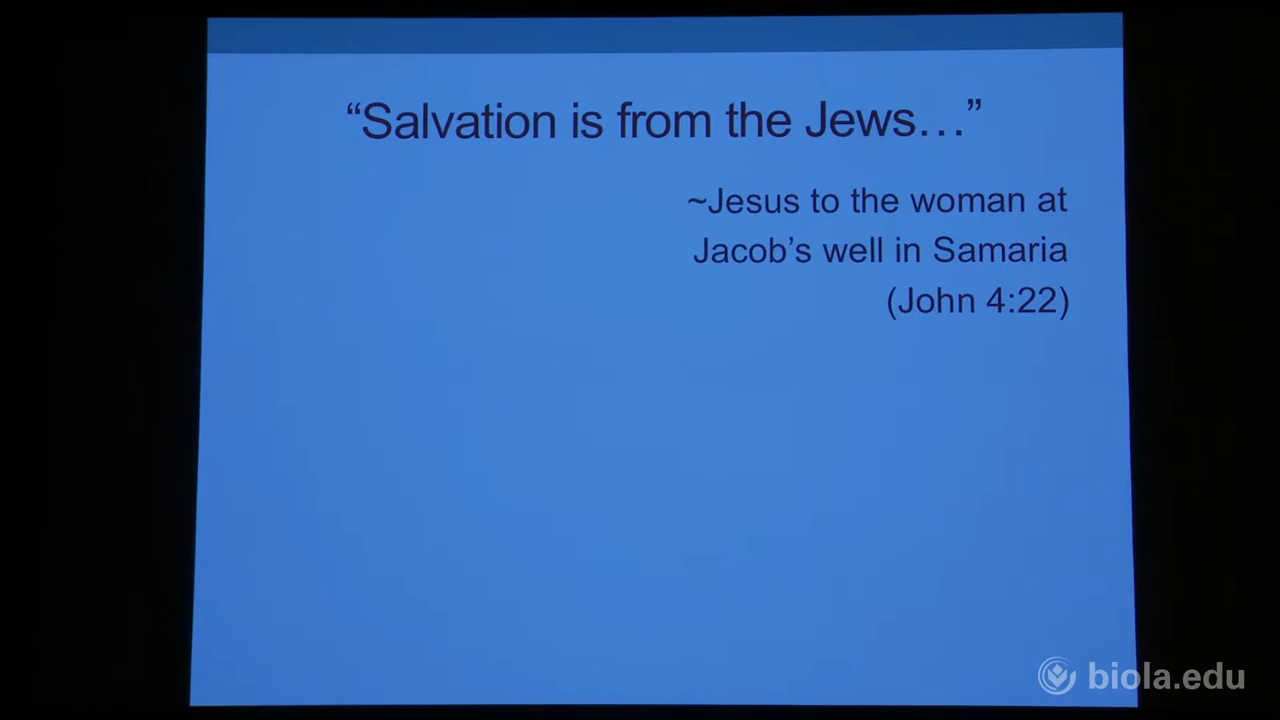 “Salvation is from the Jews…”
~Jesus to the woman at
Jacob’s well in Samaria
(John 4:22)
biola.edu